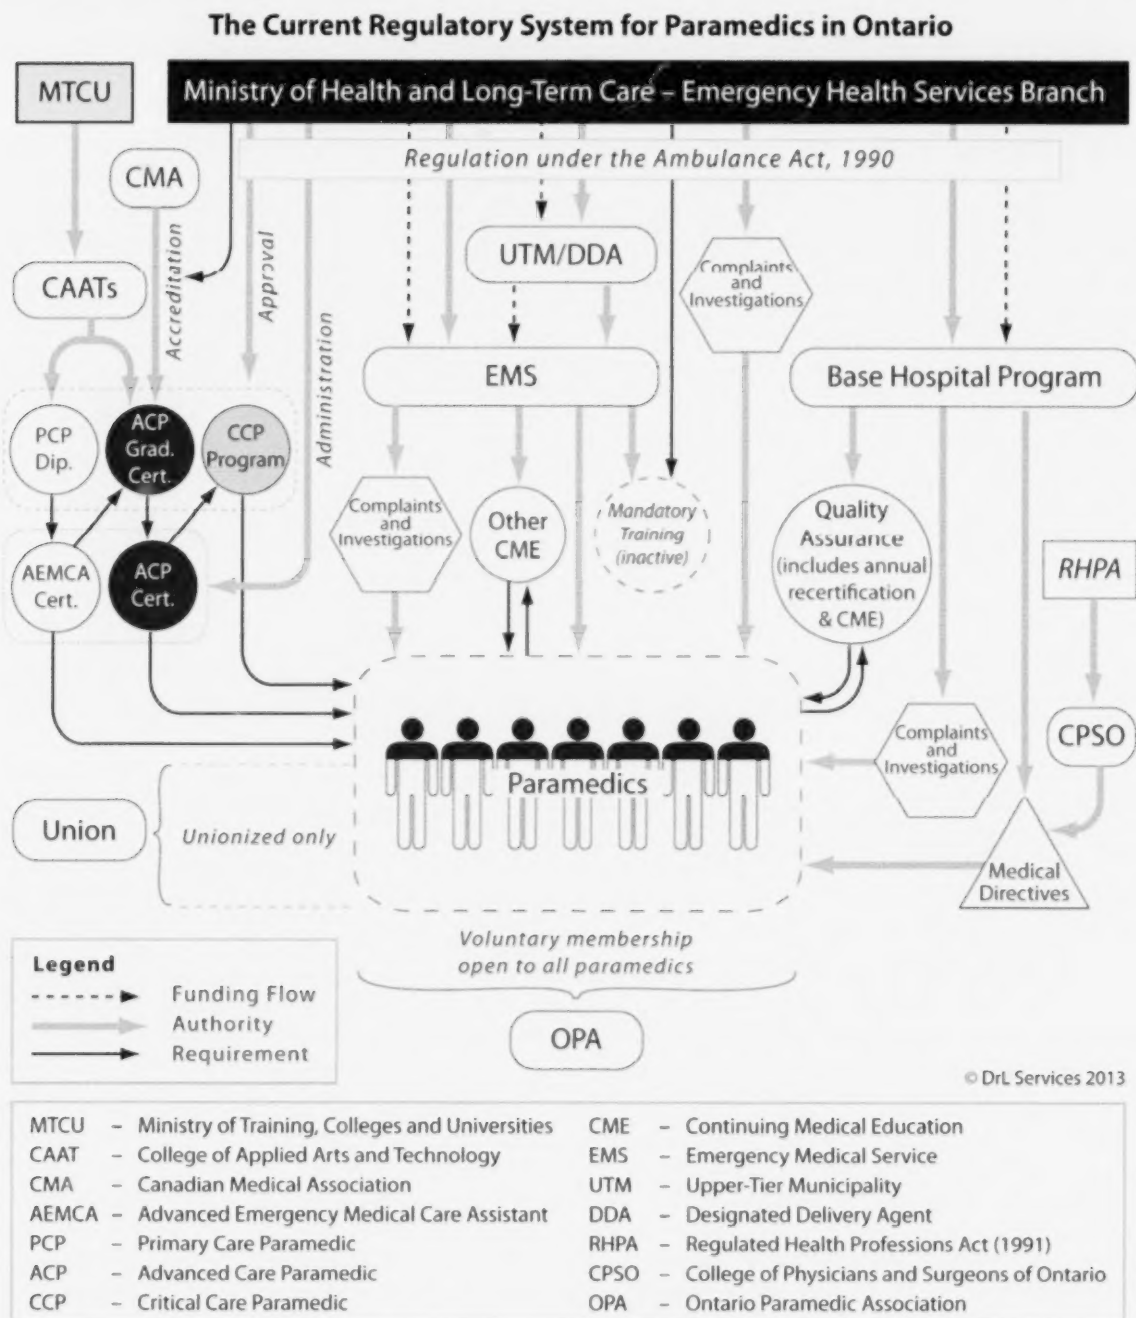 The Current Regulatory System for Paramedics in Ontario
MTCU
Ministry of Health and Long-Term Care – Emergency Health Services Branch
Regulation under the Ambulance Act, 1990
CMA
CAATs
Accreditation
Approval
Administration
UTM/DDA
Complaints
and
Investigations
EMS
Base Hospital Program
PCP
Dip.
ACP
Grad.
Cert.
CCP
Program
AEMCA
Cert.
ACP
Cert.
Complaints
and
Investigations
Other
CME
Mandatory
Training
(inactive)
Quality
Assurance
(includes annual
recertification
& CME)
RHPA
CPSO
Complaints
and
Investigations
Medical
Directives
Paramedics
Union
Unionized only
Voluntary membership
open to all paramedics
OPA
Legend
Funding Flow
Authority
Requirement
© DrL Services 2013
MTCU – Ministry of Training, Colleges and Universities
CAAT – College of Applied Arts and Technology
CMA – Canadian Medical Association
AEMCA – Advanced Emergency Medical Care Assistant
PCP – Primary Care Paramedic
ACP – Advanced Care Paramedic
CCP – Critical Care Paramedic
CME – Continuing Medical Education
EMS – Emergency Medical Service
UTM – Upper-Tier Municipality
DDA – Designated Delivery Agent
RHPA – Regulated Health Professions Act (1991)
CPSO – College of Physicians and Surgeons of Ontario
OPA – Ontario Paramedic Association